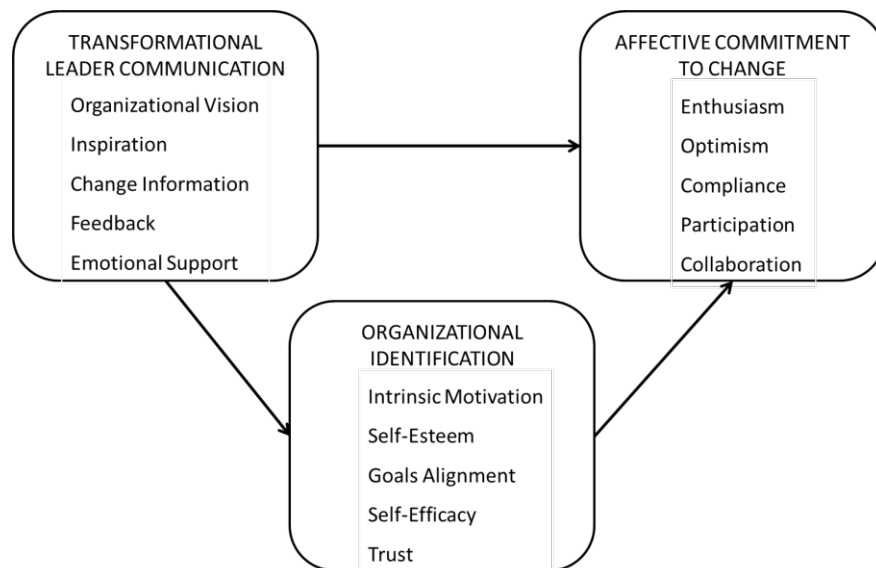 TRANSFORMATIONAL
LEADER COMMUNICATION
Organizational Vision
Inspiration
Change Information
Feedback
Emotional Support
AFFECTIVE COMMITMENT
TO CHANGE
Enthusiasm
Optimism
Compliance
Participation
Collaboration
ORGANIZATIONAL
IDENTIFICATION
Intrinsic Motivation
Self-Esteem
Goals Alignment
Self-Efficacy
Trust